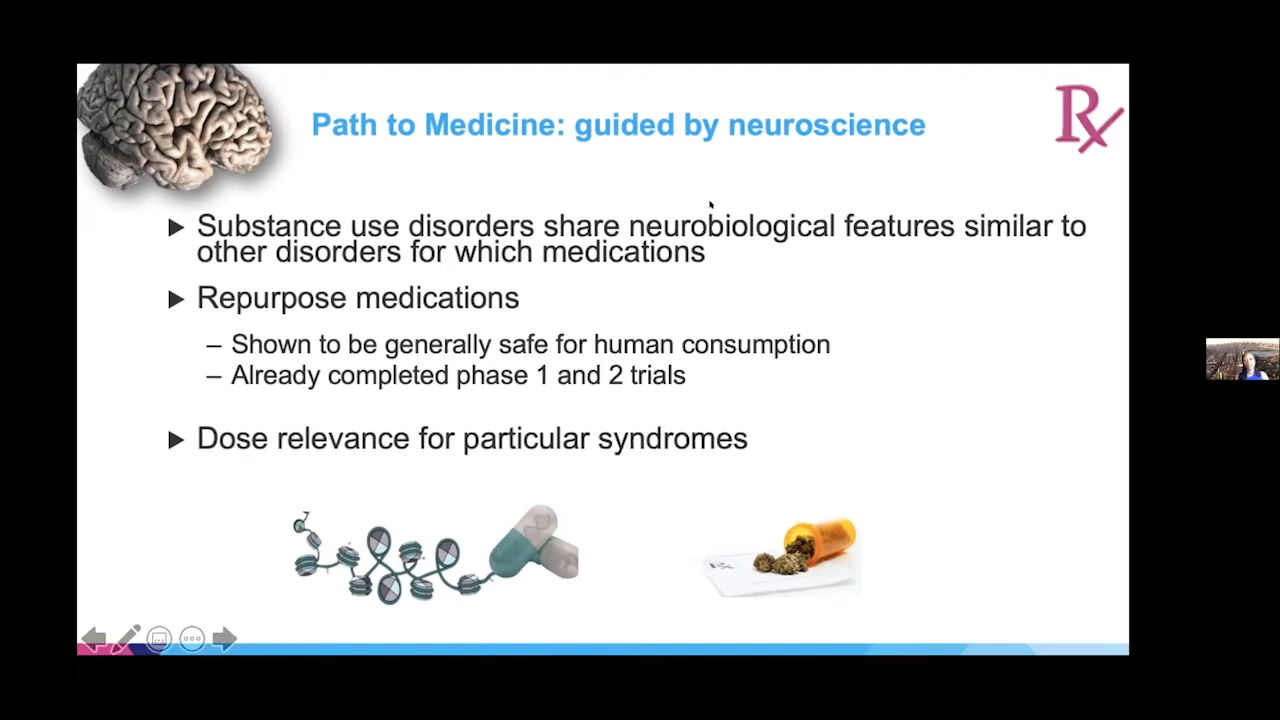 Path to Medicine: guided by neuroscience
Rx
▶ Substance use disorders share neurobiological features similar to
other disorders for which medications
▶ Repurpose medications
– Shown to be generally safe for human consumption
– Already completed phase 1 and 2 trials
▶ Dose relevance for particular syndromes
Rx